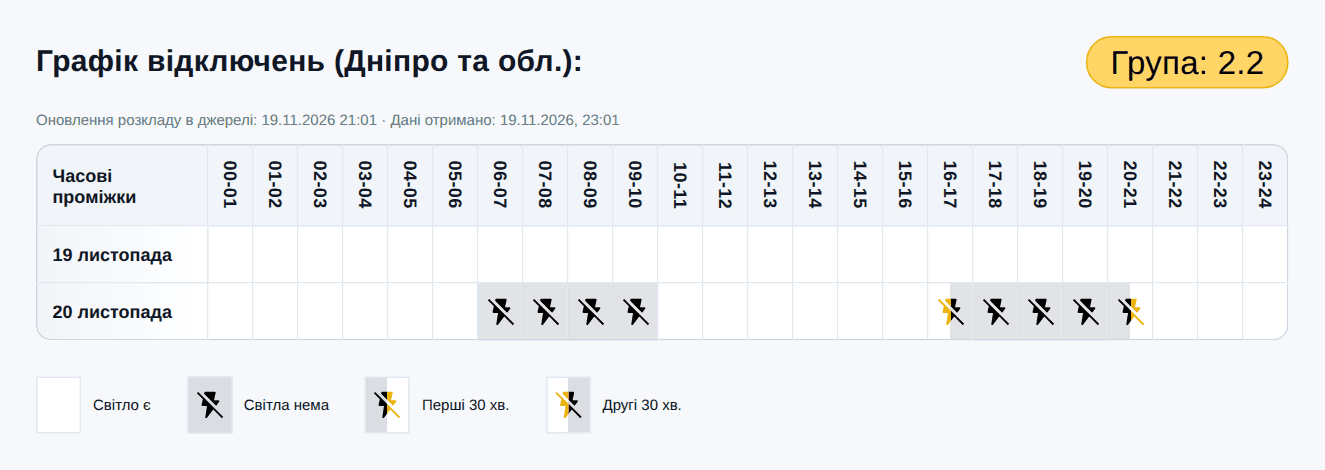 Графік відключень (Дніпро та обл.):
Група: 2.2
Оновлення розкладу в джерелі: 19.11.2026 21:01 · Дані отримано: 19.11.2026, 23:01
Часові
проміжки
00-01
01-02
02-03
03-04
04-05
05-06
06-07
07-08
08-09
09-10
10-11
11-12
12-13
13-14
14-15
15-16
16-17
17-18
18-19
19-20
20-21
21-22
22-23
23-24
19 листопада
20 листопада
Світло є
Світла нема
Перші 30 хв.
Другі 30 хв.